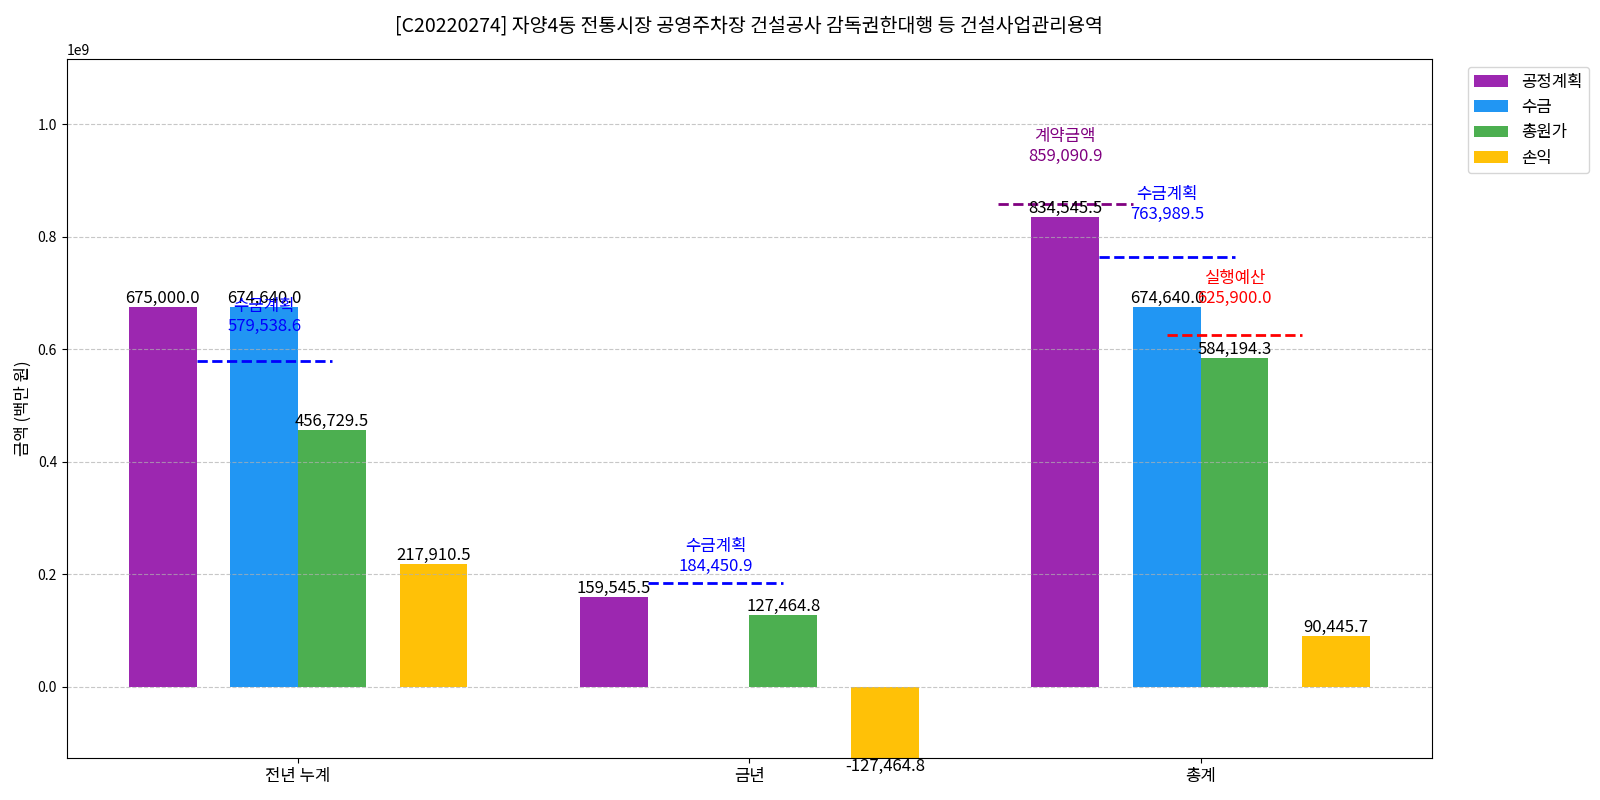 [C20220274] 자양4동 전통시장 공영주차장 건설공사 감독권한대행 등 건설사업관리용역
1e9
금액 (백만 원)
1.0
0.8
0.6
0.4
0.2
0.0
675,000.0
674,640.0
수금계획
579,538.6
456,729.5
217,910.5
159,545.5
수금계획
184,450.9
127,464.8
-127,464.8
계약금액
859,090.9
834,545.5
수금계획
763,989.5
674,640.0
실행예산
625,900.0
584,194.3
90,445.7
전년 누계
금년
총계
공정계획
수금
총원가
손익